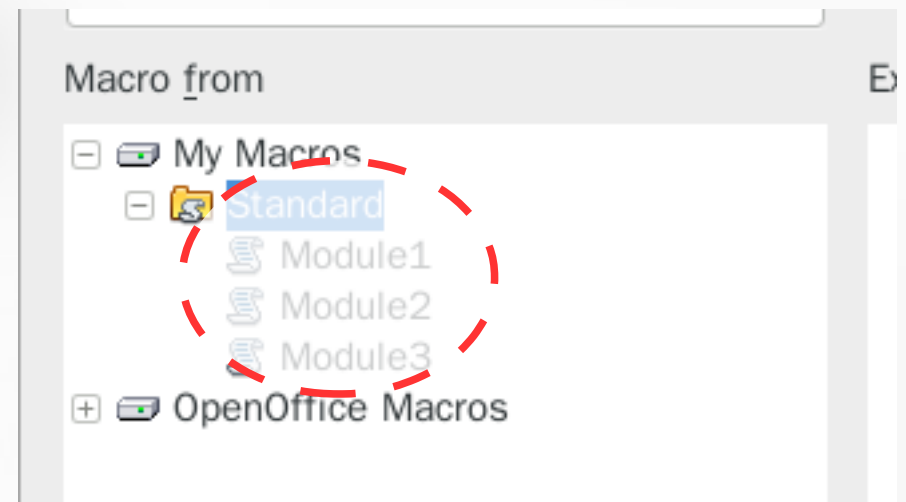 Macro from
My Macros
Standard
Module1
Module2
Module3
OpenOffice Macros